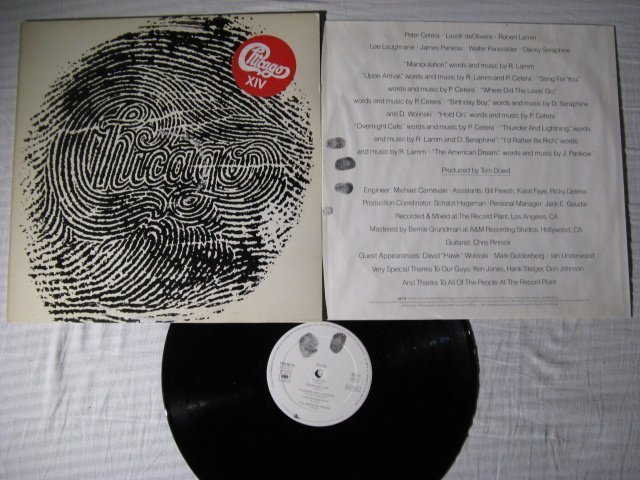 Chicago
XIV
Chicago
Peter Cetera · Laudir deOliveira · Robert Lamm
Lee Loughnane · James Pankow · Walter Parazaider · Danny Seraphine
"Manipulation," words and music by R. Lamm
"Upon Arrival," words and music by R. Lamm and P. Cetera · "Song For You,"
words and music by P. Cetera · "Where Did The Lovin' Go,"
words and music by P. Cetera · "Birthday Boy," words and music by D. Seraphine
and D. Wolinski · "Hold On," words and music by P. Cetera
"Overnight Cafe," words and music by P. Cetera · "Thunder And Lightning," words
and music by R. Lamm and D. Seraphine · "I'd Rather Be Rich," words
and music by R. Lamm · "The American Dream," words and music by J. Pankow
Produced by Tom Dowd
Engineer: Michael Carnevale · Assistants: Bill Freesh, Karat Faye, Ricky Delena
Production Coordinator: Schatzi Hageman · Personal Manager: Jack E. Goudie
Recorded & Mixed at The Record Plant, Los Angeles, CA
Mastered by Bernie Grundman at A&M Recording Studios, Hollywood, CA
Guitarist: Chris Pinnick
Guest Appearances: David "Hawk" Wolinski · Mark Goldenberg · Ian Underwood
Very Special Thanks To Our Guys: Ken Jones, Hank Steiger, Don Johnson
And Thanks To All Of The People At The Record Plant